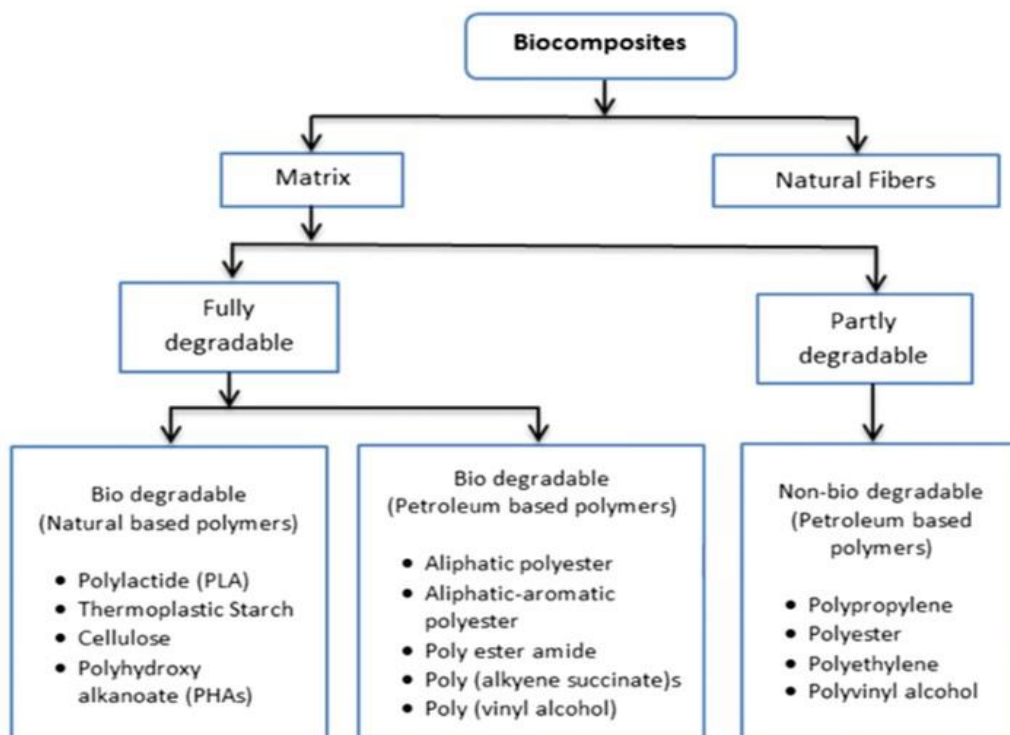 Biocomposites
Matrix
Natural Fibers
Fully
degradable
Partly
degradable
Bio degradable
(Natural based polymers)
• Polylactide (PLA)
• Thermoplastic Starch
• Cellulose
• Polyhydroxy
alkanoate (PHAs)
Bio degradable
(Petroleum based polymers)
• Aliphatic polyester
• Aliphatic-aromatic
polyester
• Poly ester amide
• Poly (alkyene succinate)s
• Poly (vinyl alcohol)
Non-bio degradable
(Petroleum based
polymers)
• Polypropylene
• Polyester
• Polyethylene
• Polyvinyl alcohol